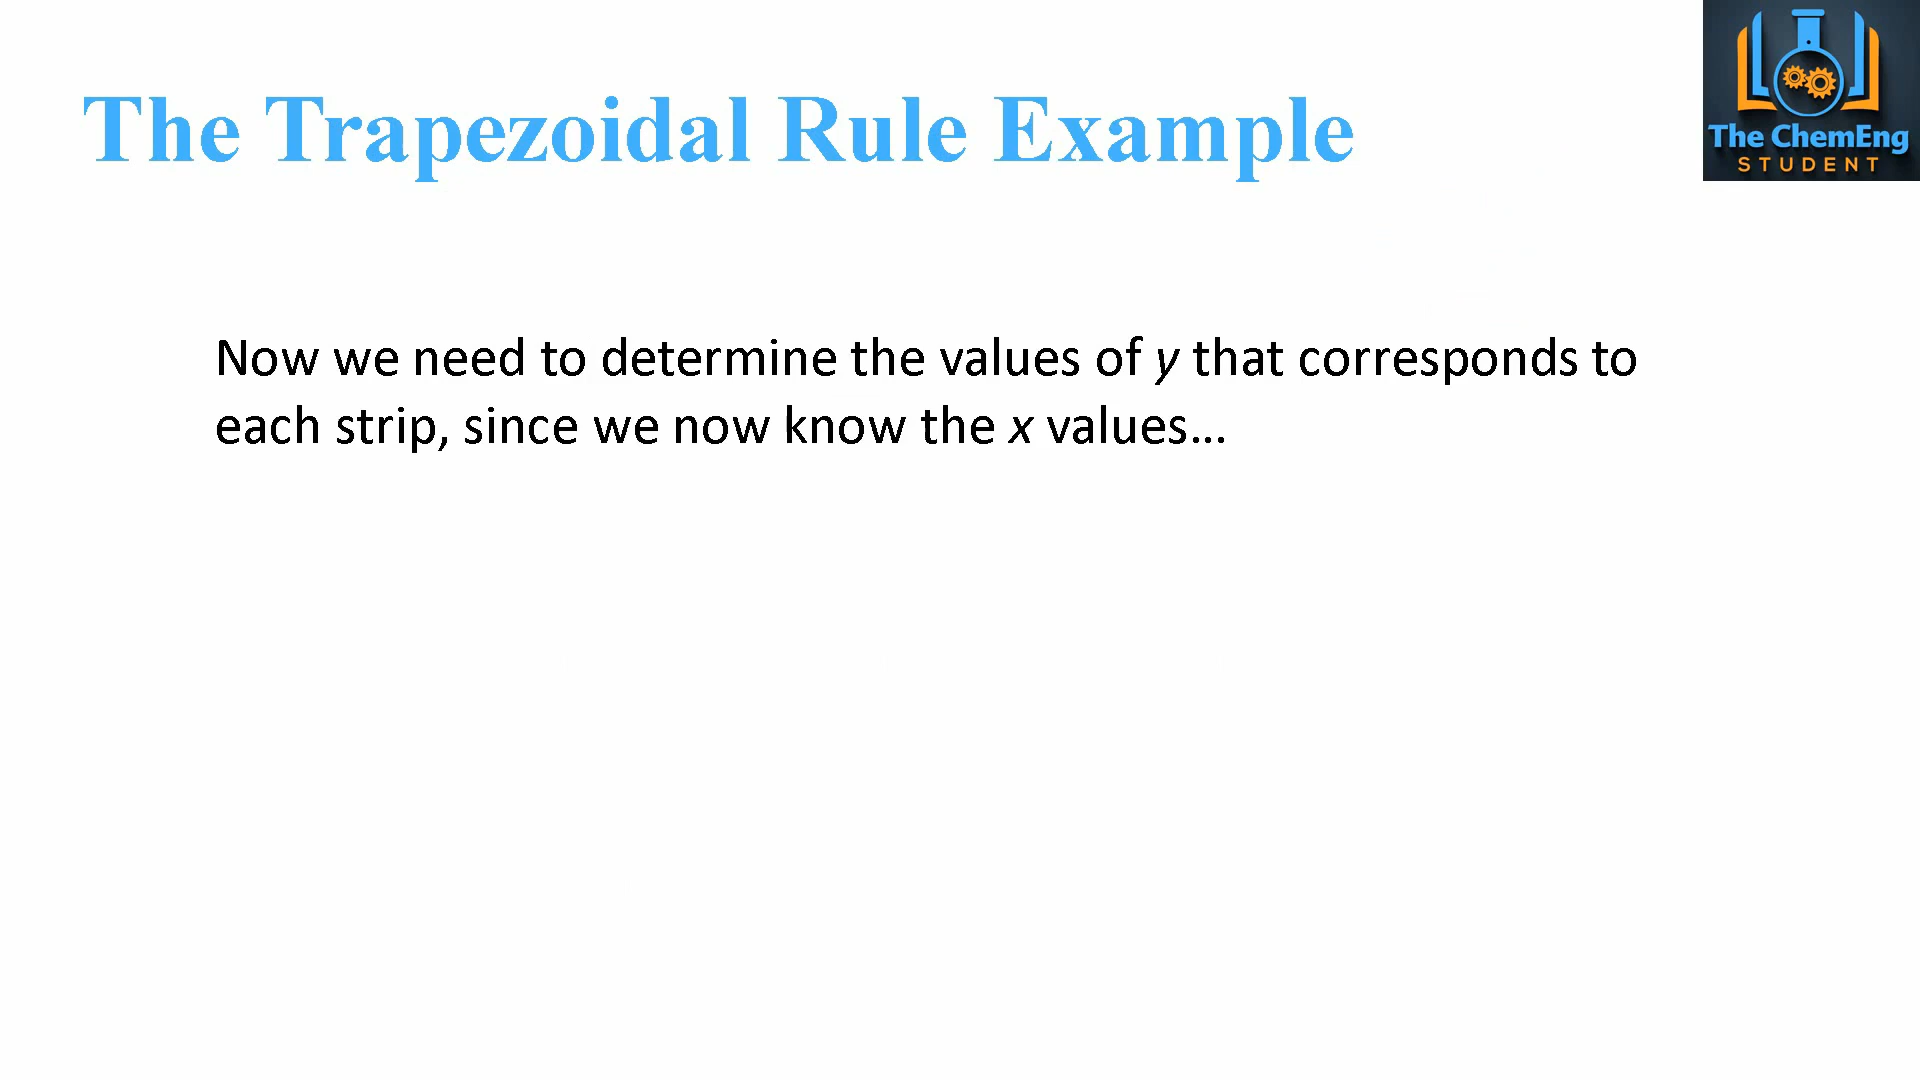 The Trapezoidal Rule Example
The ChemEng
STUDENT
Now we need to determine the values of y that corresponds to
each strip, since we now know the x values…